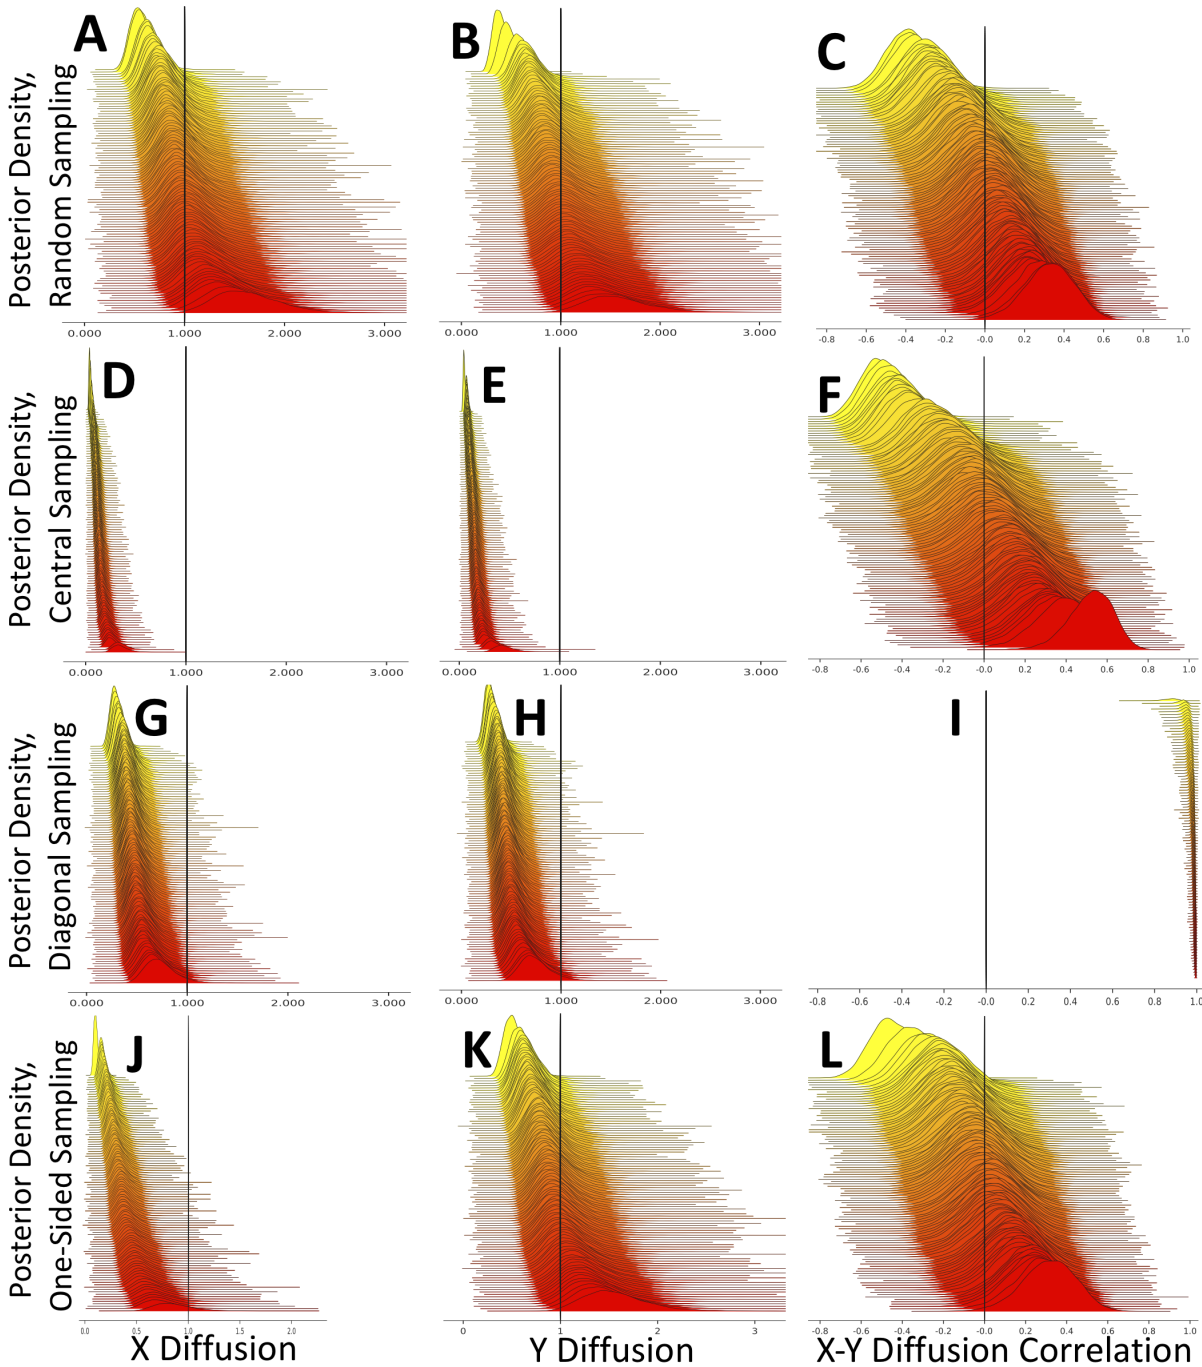 A
B
C
Posterior Density,
Random Sampling
0.000 1.000 2.000 3.000
0.000 1.000 2.000 3.000
-0.8 -0.6 -0.4 -0.2 -0.0 0.2 0.4 0.6 0.8 1.0
D
E
F
Posterior Density,
Central Sampling
0.000 1.000 2.000 3.000
0.000 1.000 2.000 3.000
-0.8 -0.6 -0.4 -0.2 -0.0 0.2 0.4 0.6 0.8 1.0
G
H
I
Posterior Density,
Diagonal Sampling
0.000 1.000 2.000 3.000
0.000 1.000 2.000 3.000
-0.8 -0.6 -0.4 -0.2 -0.0 0.2 0.4 0.6 0.8 1.0
J
K
L
Posterior Density,
One-Sided Sampling
0.0 0.5 1.0 1.5 2.0
0 1 2 3
-0.8 -0.6 -0.4 -0.2 -0.0 0.2 0.4 0.6 0.8 1.0
X Diffusion
Y Diffusion
X-Y Diffusion Correlation